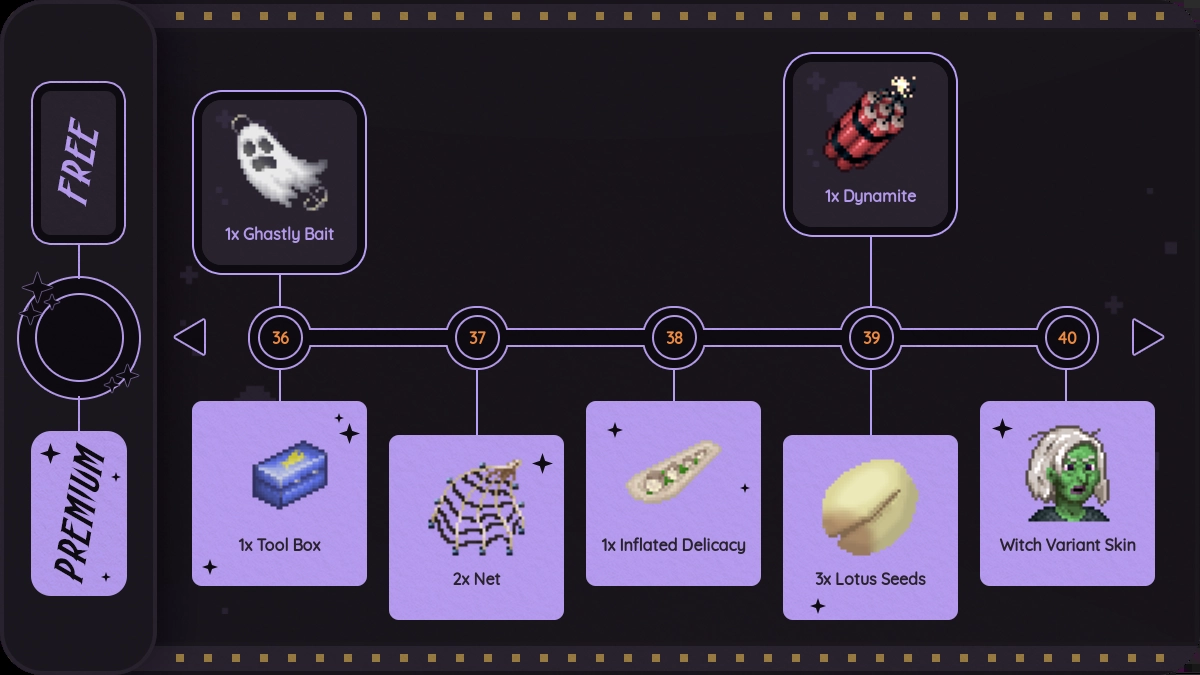 FREE
PREMIUM
1x Ghastly Bait
1x Dynamite
36
37
38
39
40
1x Tool Box
2x Net
1x Inflated Delicacy
3x Lotus Seeds
Witch Variant Skin